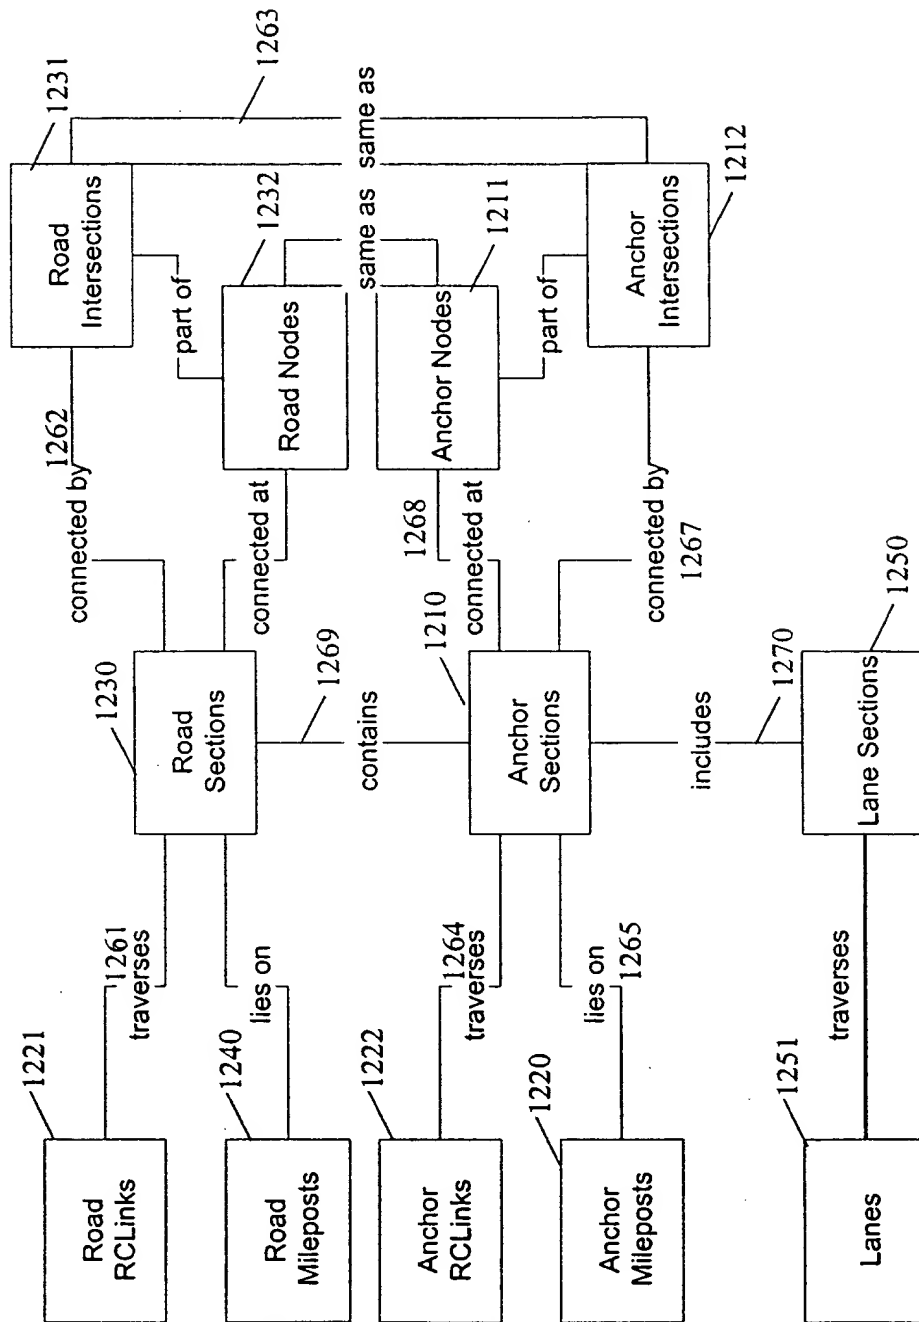 1221
Road
RCLinks
1240
Road
Mileposts
1222
Anchor
RCLinks
1220
Anchor
Mileposts
1251
Lanes
1261
traverses
lies on
1264
traverses
lies on
1265
traverses
1230
Road
Sections
1269
contains
1210
Anchor
Sections
includes
1270
1250
Lane Sections
1262
connected by
connected at
1268
connected at
connected by
1267
1231
Road
Intersections
part of
1232
Road Nodes
1211
Anchor Nodes
part of
1212
Anchor
Intersections
same as
same as
1263